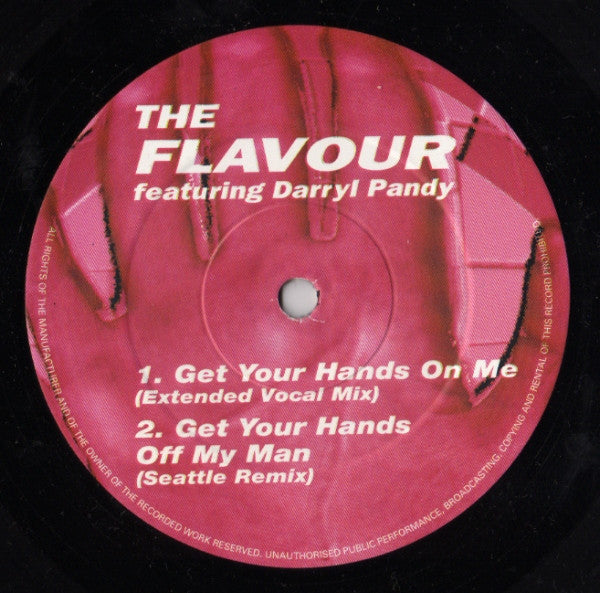 THE
FLAVOUR
featuring Darryl Pandy
1. Get Your Hands On Me
(Extended Vocal Mix)
2. Get Your Hands
Off My Man
(Seattle Remix)
ALL RIGHTS OF THE MANUFACTURER AND OF THE OWNER OF THE RECORDED WORK RESERVED. UNAUTHORISED PUBLIC PERFORMANCE, BROADCASTING, COPYING AND RENTAL OF THIS RECORD PROHIBITED